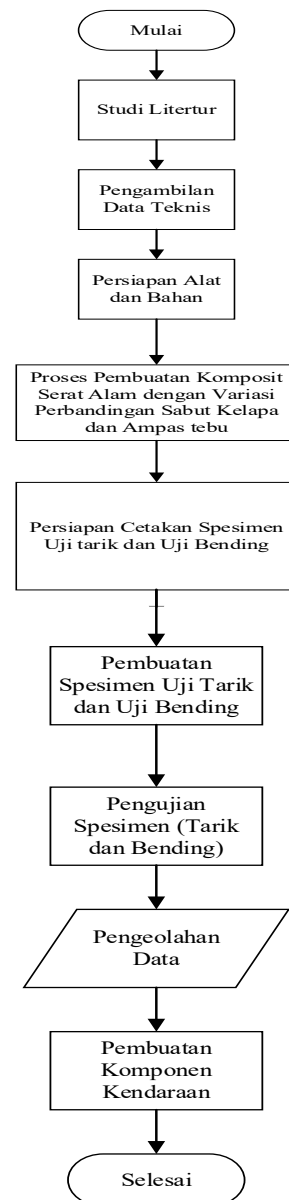 Mulai
Studi Litertur
Pengambilan
Data Teknis
Persiapan Alat
dan Bahan
Proses Pembuatan Komposit
Serat Alam dengan Variasi
Perbandingan Sabut Kelapa
dan Ampas tebu
Persiapan Cetakan Spesimen
Uji tarik dan Uji Bending
Pembuatan
Spesimen Uji Tarik
dan Uji Bending
Pengujian
Spesimen (Tarik
dan Bending)
Pengeolahan
Data
Pembuatan
Komponen
Kendaraan
Selesai